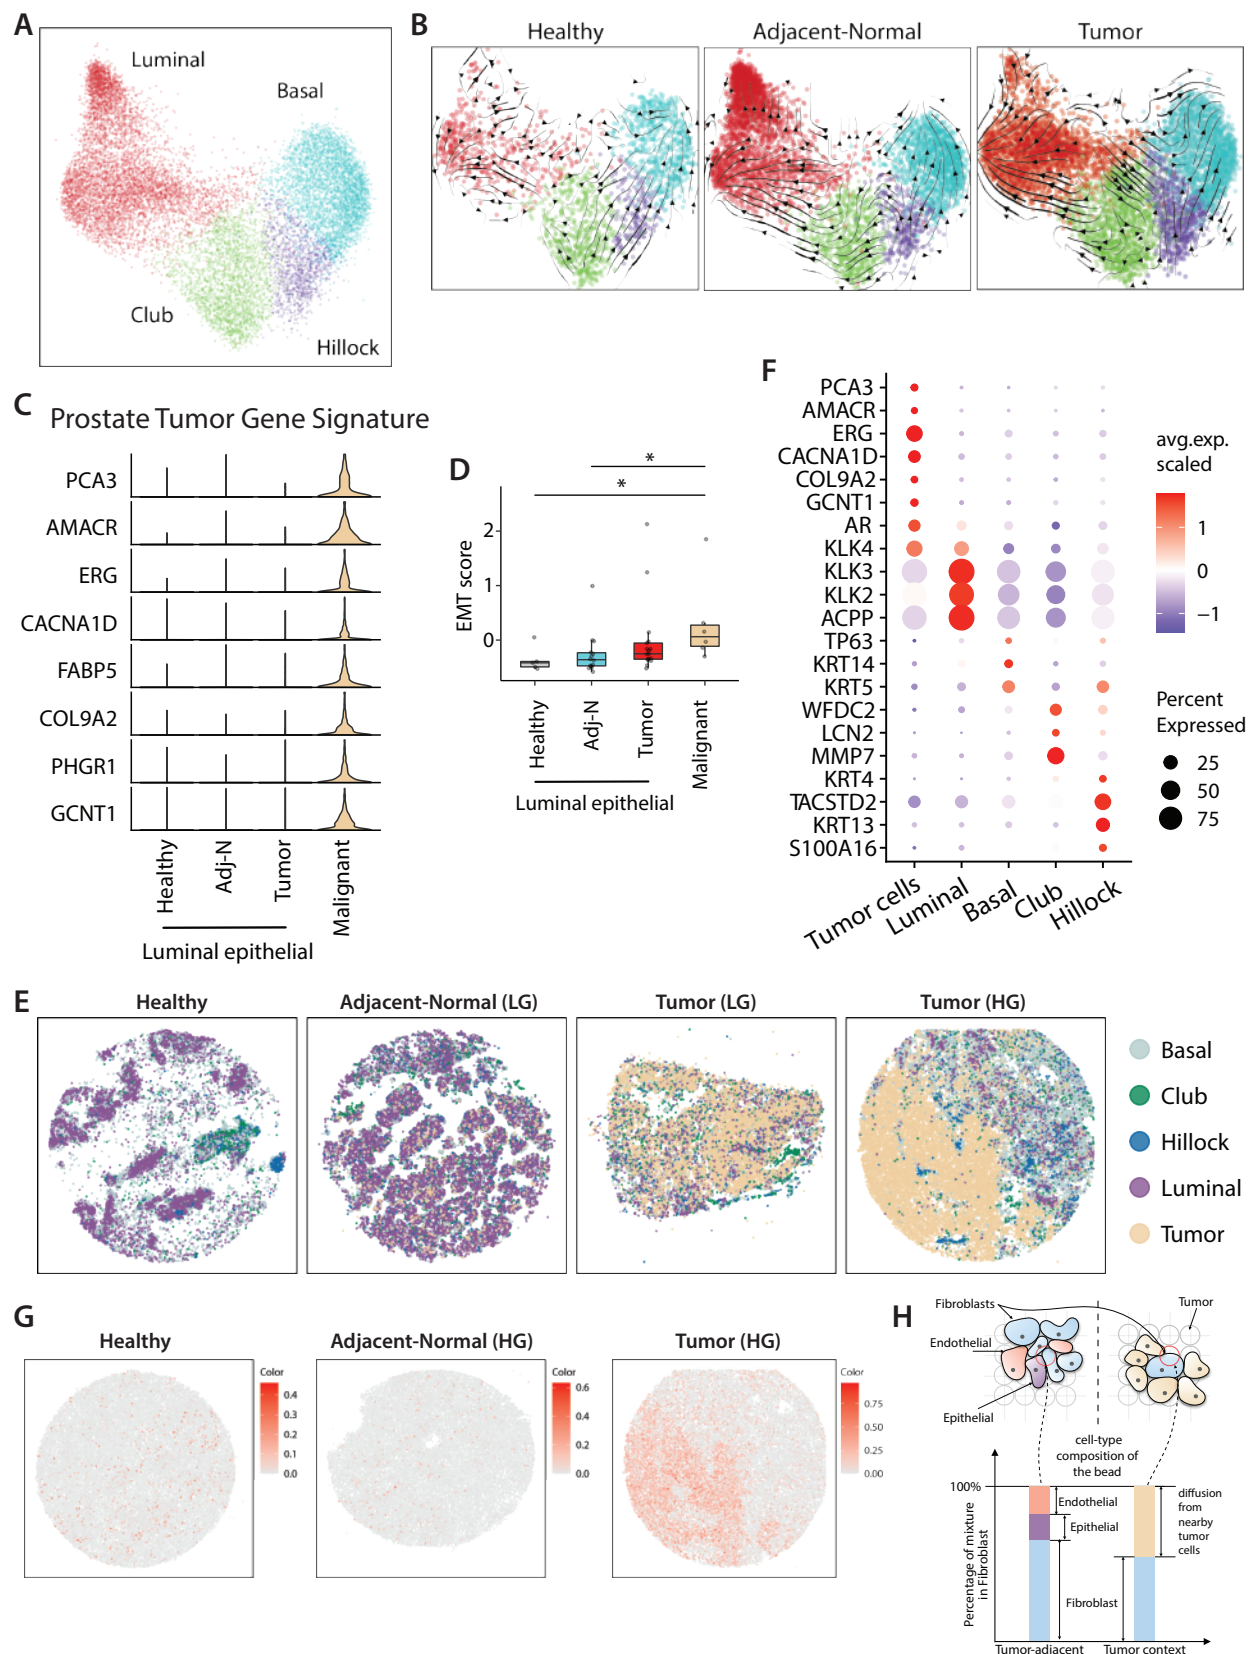 A
Luminal
Basal
Club
Hillock
B
Healthy
Adjacent-Normal
Tumor
C
Prostate Tumor Gene Signature
PCA3
AMACR
ERG
CACNA1D
FABP5
COL9A2
PHGR1
GCNT1
Healthy
Adj-N
Tumor
Malignant
Luminal epithelial
D
*
*
EMT score
2
1
0
Healthy
Adj-N
Tumor
Malignant
Luminal epithelial
F
PCA3
AMACR
ERG
CACNA1D
COL9A2
GCNT1
AR
KLK4
KLK3
KLK2
ACPP
TP63
KRT14
KRT5
WFDC2
LCN2
MMP7
KRT4
TACSTD2
KRT13
S100A16
Tumor cells
Luminal
Basal
Club
Hillock
avg.exp.
scaled
1
0
−1
Percent
Expressed
25
50
75
E
Healthy
Adjacent-Normal (LG)
Tumor (LG)
Tumor (HG)
Basal
Club
Hillock
Luminal
Tumor
G
Healthy
Color
0.4
0.3
0.2
0.1
0.0
Adjacent-Normal (HG)
Color
0.6
0.4
0.2
0.0
Tumor (HG)
Color
0.75
0.50
0.25
0.00
H
Fibroblasts
Tumor
Endothelial
Epithelial
cell-type
composition of
the bead
100%
Percentage of mixture
in Fibroblast
Endothelial
Epithelial
Fibroblast
diffusion
from
nearby
tumor
cells
Tumor-adjacent
Tumor context